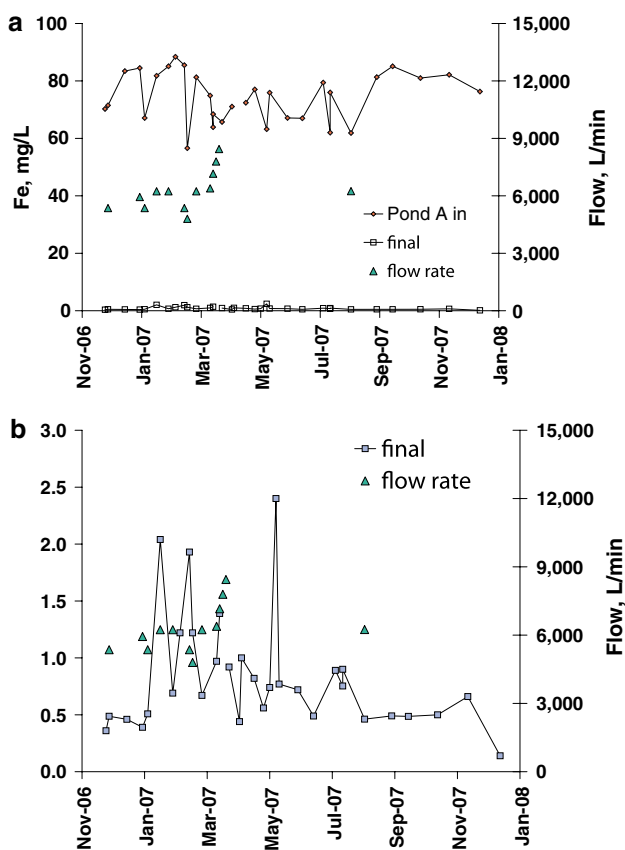 a
100
80
60
40
20
0
Fe, mg/L
15,000
12,000
9,000
6,000
3,000
0
Flow, L/min
Pond A in
final
flow rate
Nov-06
Jan-07
Mar-07
May-07
Jul-07
Sep-07
Nov-07
Jan-08
b
3.0
2.5
2.0
1.5
1.0
0.5
0.0
15,000
12,000
9,000
6,000
3,000
0
Flow, L/min
final
flow rate
Nov-06
Jan-07
Mar-07
May-07
Jul-07
Sep-07
Nov-07
Jan-08